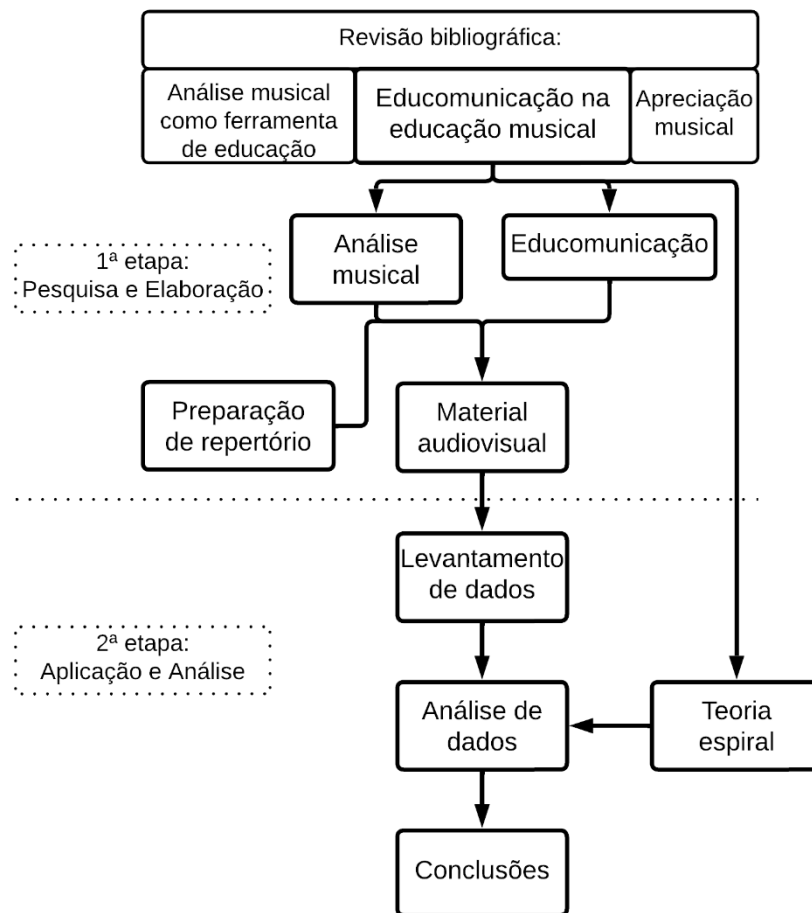 Revisão bibliográfica:
Análise musical
como ferramenta
de educação
Educomunicação na
educação musical
Apreciação
musical
1ª etapa:
Pesquisa e Elaboração
Análise
musical
Educomunicação
Preparação
de repertório
Material
audiovisual
2ª etapa:
Aplicação e Análise
Levantamento
de dados
Análise de
dados
Teoria
espiral
Conclusões